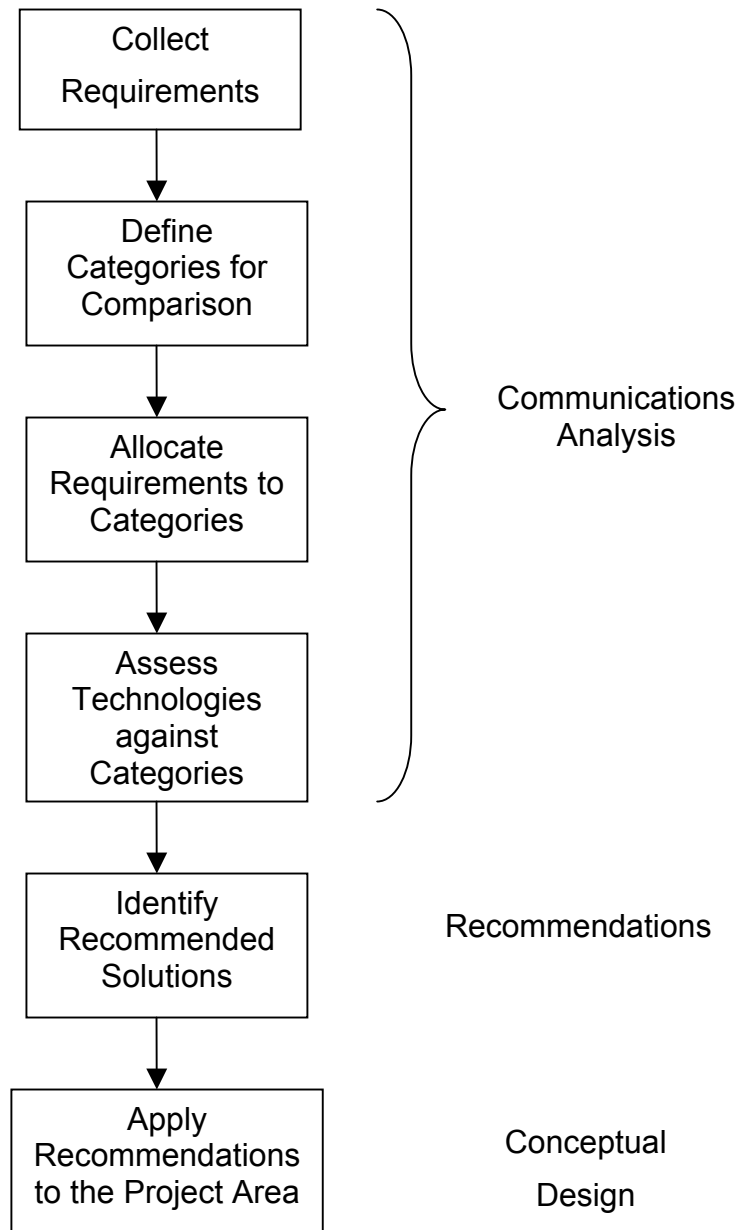 Collect
Requirements
Define
Categories for
Comparison
Allocate
Requirements to
Categories
Assess
Technologies
against
Categories
Communications
Analysis
Identify
Recommended
Solutions
Recommendations
Apply
Recommendations
to the Project Area
Conceptual
Design